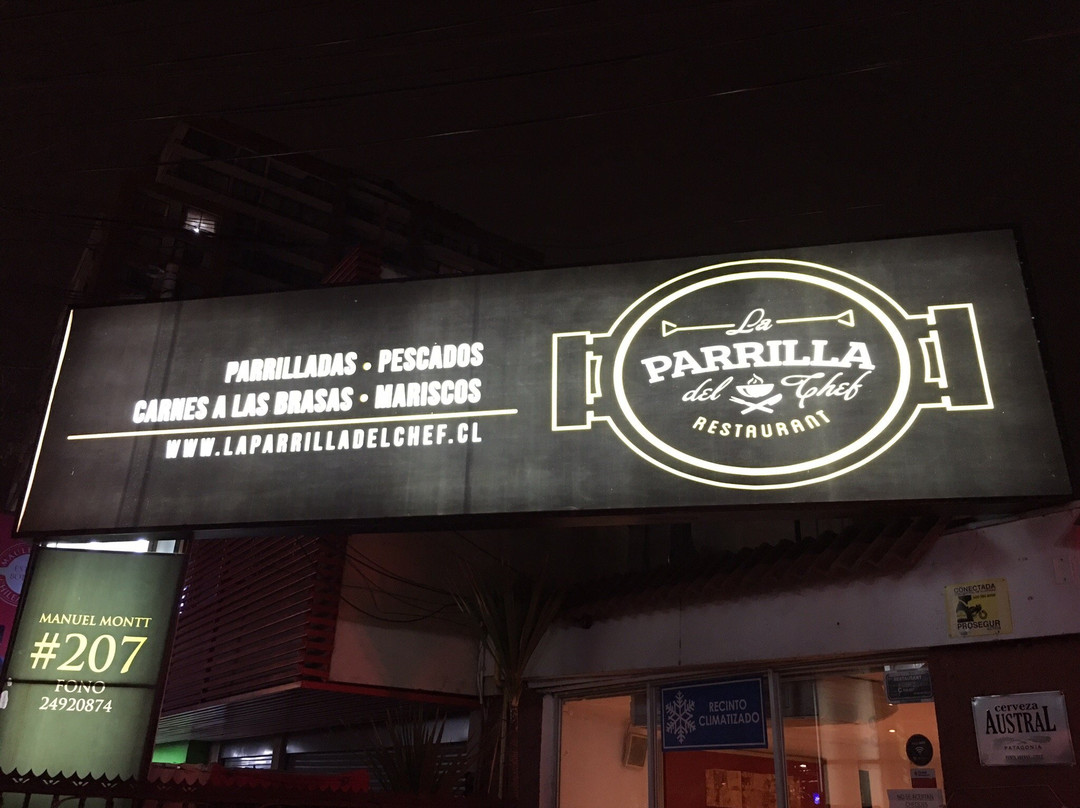 PARRILLADAS • PESCADOS
CARNES A LAS BRASAS • MARISCOS
WWW.LAPARRILLADELCHEF.CL
La
PARRILLA
del Chef
RESTAURANT
MANUEL MONTT
#207
FONO
24920874
CONECTADA
PROSEGUR
RECINTO
CLIMATIZADO
cerveza
AUSTRAL
PATAGONIA